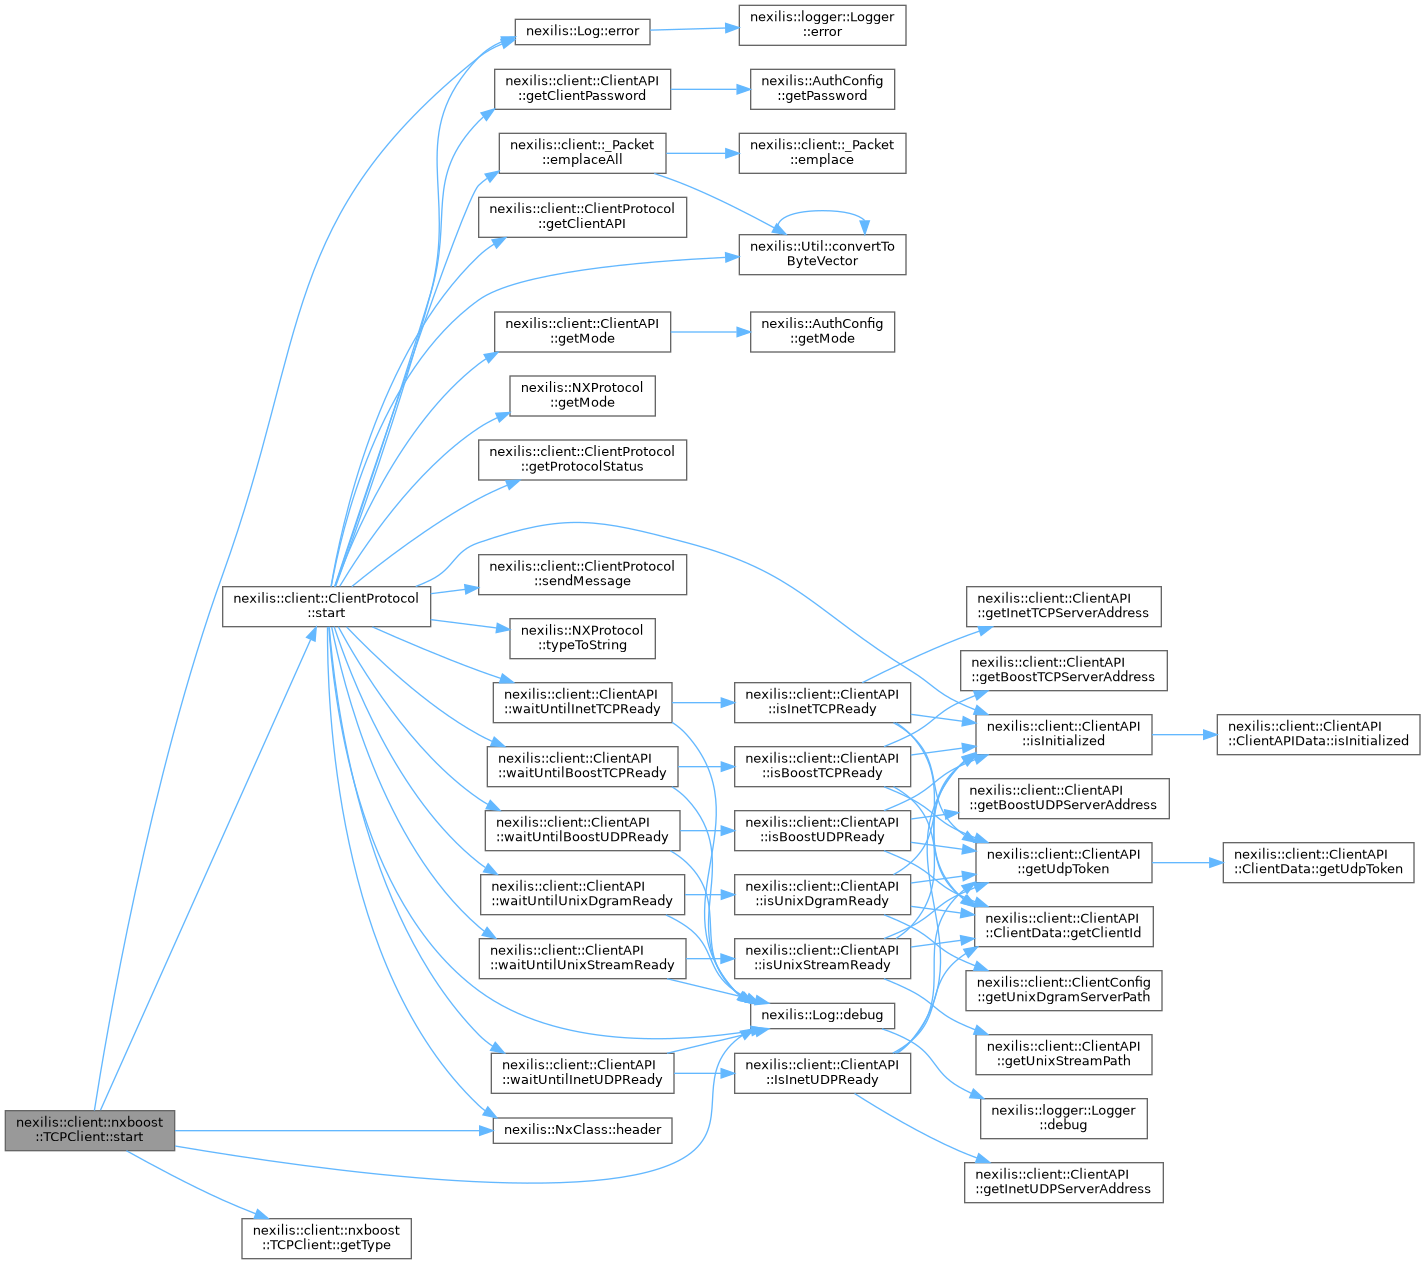 nexilis::Log::error
nexilis::logger::Logger
::error
nexilis::client::ClientAPI
::getClientPassword
nexilis::AuthConfig
::getPassword
nexilis::client::_Packet
::emplaceAll
nexilis::client::_Packet
::emplace
nexilis::client::ClientProtocol
::getClientAPI
nexilis::Util::convertTo
ByteVector
nexilis::client::ClientAPI
::getMode
nexilis::AuthConfig
::getMode
nexilis::NXProtocol
::getMode
nexilis::client::ClientProtocol
::getProtocolStatus
nexilis::client::ClientProtocol
::sendMessage
nexilis::client::ClientProtocol
::start
nexilis::client::ClientAPI
::getInetTCPServerAddress
nexilis::NXProtocol
::typeToString
nexilis::client::ClientAPI
::getBoostTCPServerAddress
nexilis::client::ClientAPI
::waitUntilInetTCPReady
nexilis::client::ClientAPI
::isInetTCPReady
nexilis::client::ClientAPI
::isInitialized
nexilis::client::ClientAPI
::ClientAPIData::isInitialized
nexilis::client::ClientAPI
::waitUntilBoostTCPReady
nexilis::client::ClientAPI
::isBoostTCPReady
nexilis::client::ClientAPI
::getBoostUDPServerAddress
nexilis::client::ClientAPI
::waitUntilBoostUDPReady
nexilis::client::ClientAPI
::isBoostUDPReady
nexilis::client::ClientAPI
::getUdpToken
nexilis::client::ClientAPI
::ClientData::getUdpToken
nexilis::client::ClientAPI
::waitUntilUnixDgramReady
nexilis::client::ClientAPI
::isUnixDgramReady
nexilis::client::ClientAPI
::ClientData::getClientId
nexilis::client::ClientAPI
::waitUntilUnixStreamReady
nexilis::client::ClientAPI
::isUnixStreamReady
nexilis::client::ClientConfig
::getUnixDgramServerPath
nexilis::Log::debug
nexilis::client::ClientAPI
::getUnixStreamPath
nexilis::client::ClientAPI
::waitUntilInetUDPReady
nexilis::client::ClientAPI
::IsInetUDPReady
nexilis::logger::Logger
::debug
nexilis::client::nxboost
::TCPClient::start
nexilis::NxClass::header
nexilis::client::ClientAPI
::getInetUDPServerAddress
nexilis::client::nxboost
::TCPClient::getType